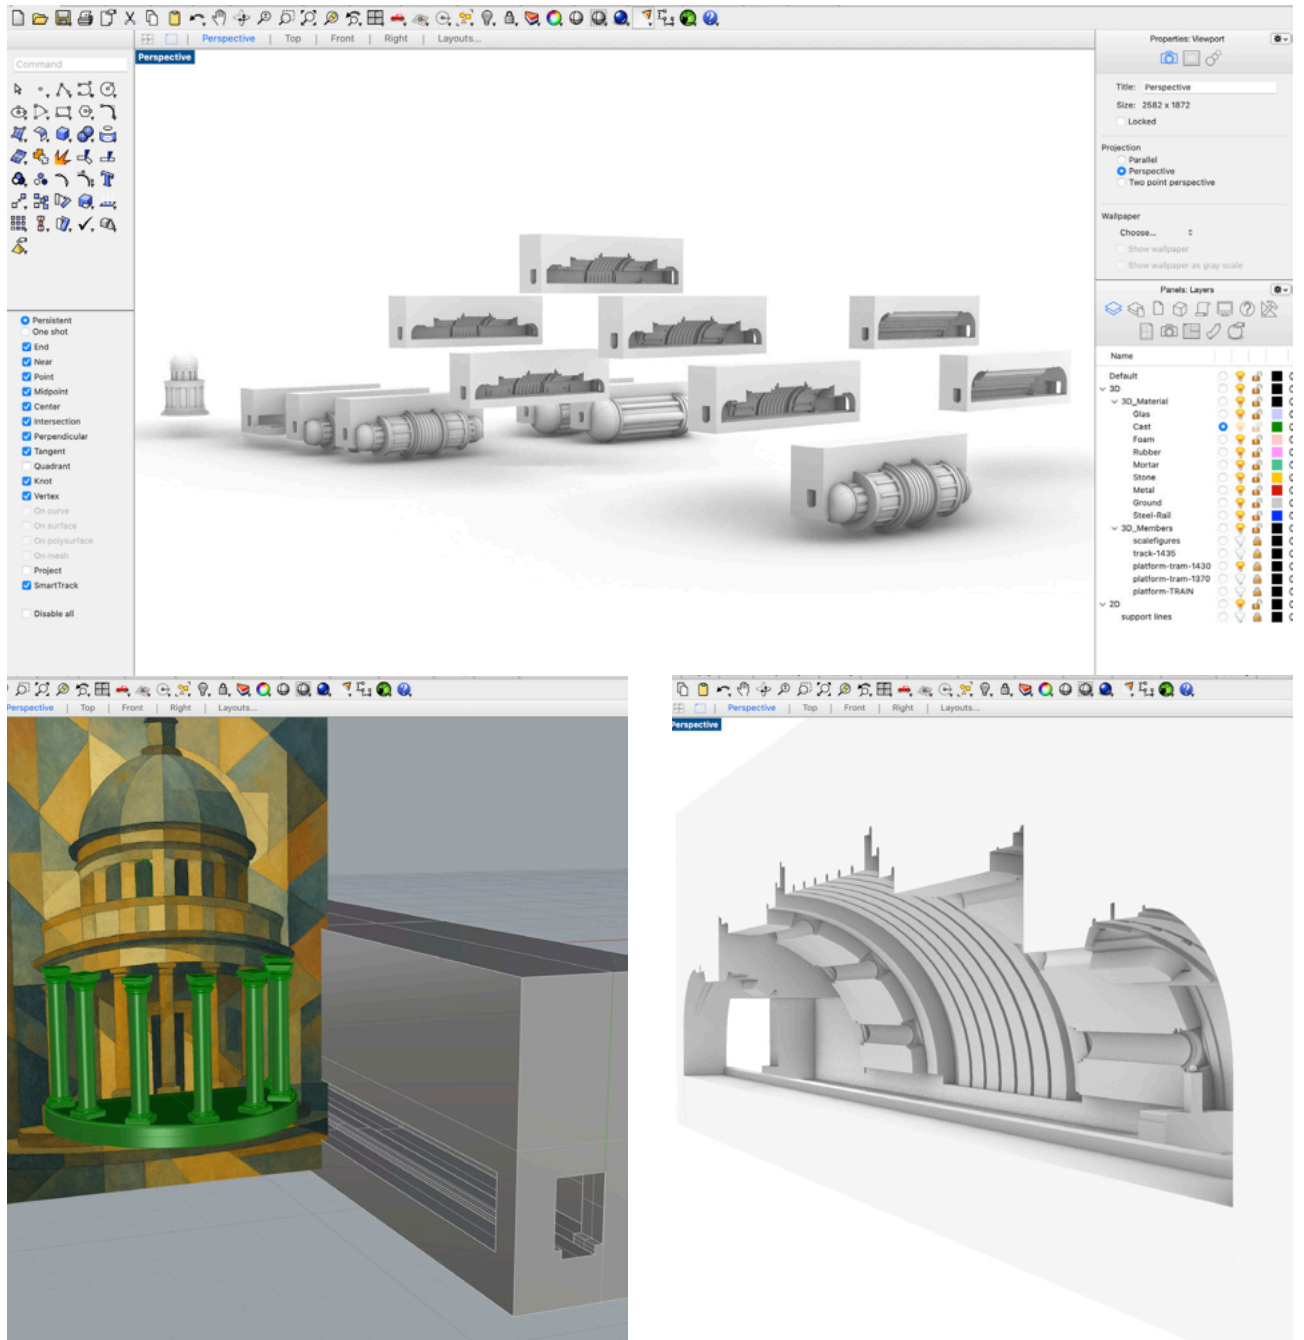 Perspective | Top | Front | Right | Layouts...
Perspective
Command
Persistent
One shot
End
Near
Point
Midpoint
Center
Intersection
Perpendicular
Tangent
Quadrant
Knot
Vertex
On curve
On surface
On polysurface
On mesh
Project
SmartTrack
Disable all
Properties: Viewport
Title: Perspective
Size: 2582 x 1872
Locked
Projection
Parallel
Perspective
Two point perspective
Wallpaper
Choose...
Show wallpaper
Show wallpaper as gray scale
Panels: Layers
Name
Default
3D
3D_Material
Glas
Cast
Foam
Rubber
Mortar
Stone
Metal
Ground
Steel-Rail
3D_Members
scalefigures
track-1435
platform-tram-1430
platform-tram-1370
platform-TRAIN
2D
support lines
Perspective | Top | Front | Right | Layouts...
Perspective | Top | Front | Right | Layouts...
Perspective